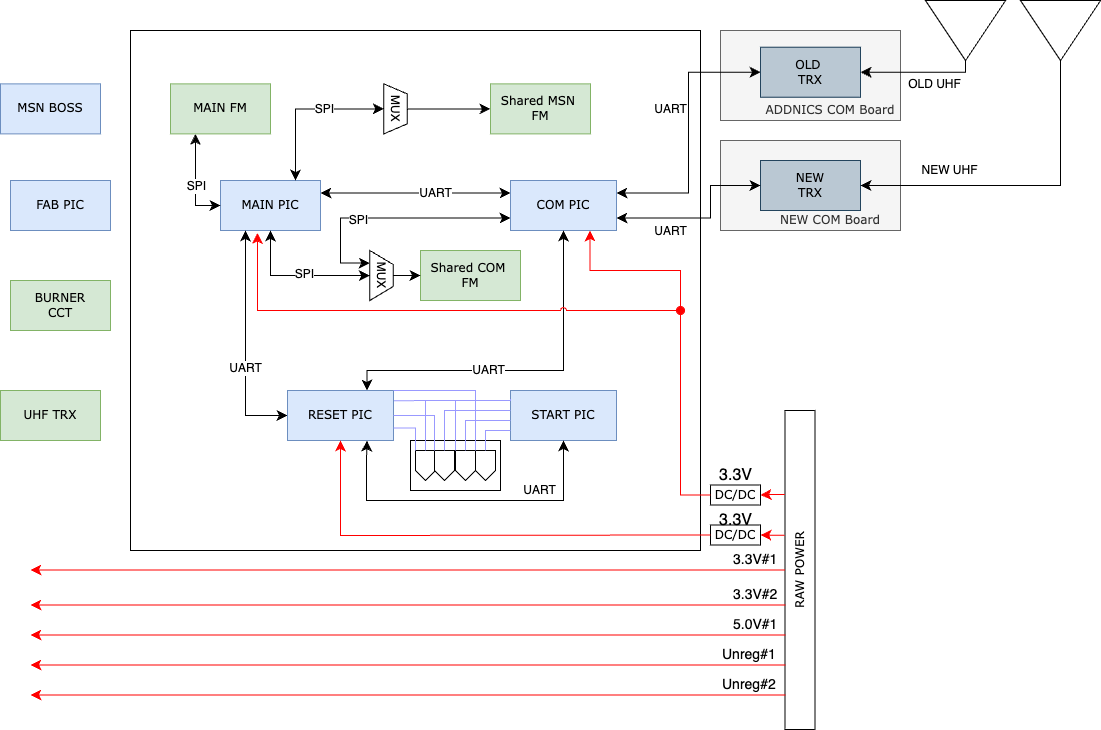 OLD UHF
OLD
TRX
ADDNICS COM Board
NEW UHF
NEW
TRX
NEW COM Board
MSN BOSS
MAIN FM
SPI
MUX
Shared MSN
FM
UART
FAB PIC
SPI
MAIN PIC
UART
COM PIC
SPI
UART
SPI
MUX
Shared COM
FM
BURNER
CCT
UART
UART
UHF TRX
RESET PIC
START PIC
UART
3.3V
DC/DC
3.3V
DC/DC
RAW POWER
3.3V#1
3.3V#2
5.0V#1
Unreg#1
Unreg#2